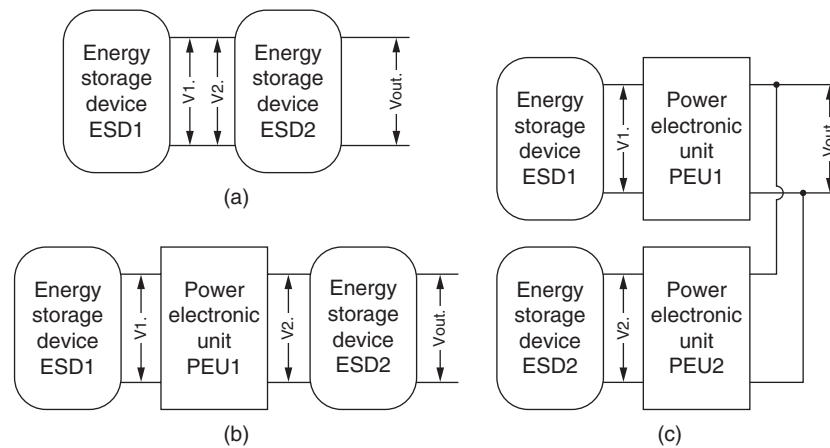 Energy
storage
device
ESD1
V1.
V2.
Energy
storage
device
ESD2
Vout.
(a)
Energy
storage
device
ESD1
V1.
Power
electronic
unit
PEU1
V2.
Energy
storage
device
ESD2
Vout.
(b)
Energy
storage
device
ESD1
V1.
Power
electronic
unit
PEU1
Vout.
Energy
storage
device
ESD2
V2.
Power
electronic
unit
PEU2
(c)